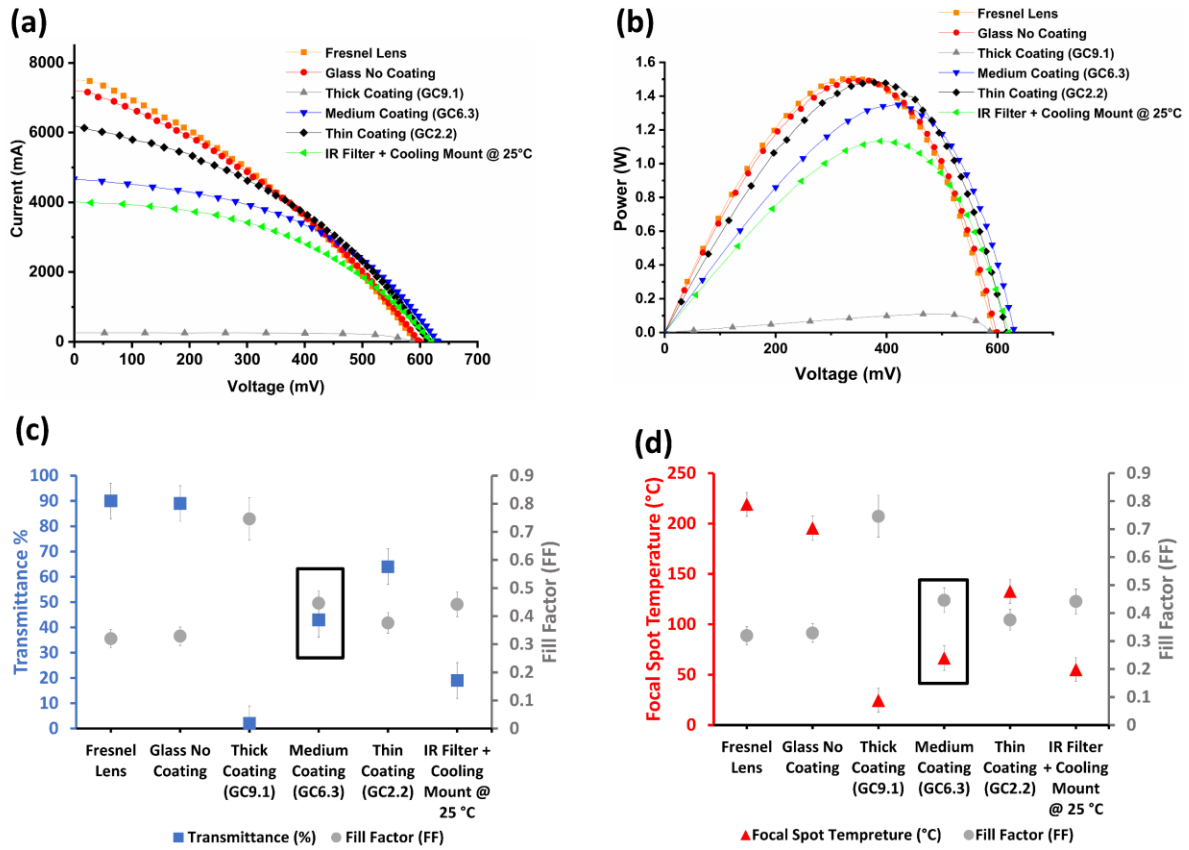 (a)
Fresnel Lens
Glass No Coating
Thick Coating (GC9.1)
Medium Coating (GC6.3)
Thin Coating (GC2.2)
IR Filter + Cooling Mount @ 25°C
8000
6000
4000
2000
0
Current (mA)
0 100 200 300 400 500 600 700
Voltage (mV)
(b)
Fresnel Lens
Glass No Coating
Thick Coating (GC9.1)
Medium Coating (GC6.3)
Thin Coating (GC2.2)
IR Filter + Cooling Mount @ 25°C
1.6
1.4
1.2
1.0
0.8
0.6
0.4
0.2
0.0
Power (W)
0 200 400 600
Voltage (mV)
(c)
100
90
80
70
60
50
40
30
20
10
0
Transmittance %
0.9
0.8
0.7
0.6
0.5
0.4
0.3
0.2
0.1
0
Fill Factor (FF)
Fresnel
Lens
Glass No
Coating
Thick
Coating
(GC9.1)
Medium
Coating
(GC6.3)
Thin
Coating
(GC2.2)
IR Filter +
Cooling
Mount @
25 °C
Transmittance (%) Fill Factor (FF)
(d)
250
200
150
100
50
0
Focal Spot Temperature (°C)
0.9
0.8
0.7
0.6
0.5
0.4
0.3
0.2
0.1
0
Fill Factor (FF)
Fresnel
Lens
Glass No
Coating
Thick
Coating
(GC9.1)
Medium
Coating
(GC6.3)
Thin
Coating
(GC2.2)
IR Filter
+ Cooling
Mount
@ 25 °C
Focal Spot Tempreture (°C) Fill Factor (FF)